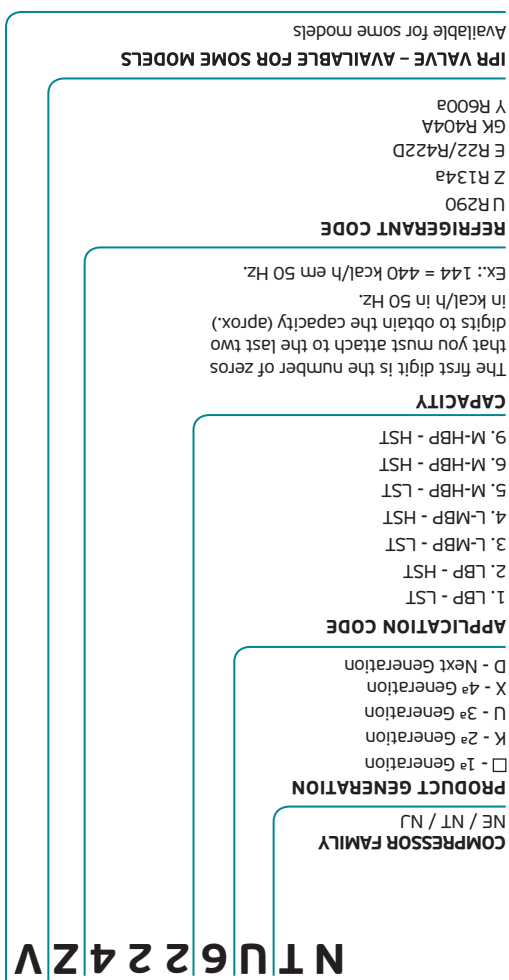 NTU6224ZV
COMPRESSOR FAMILY
NE / NT / NJ
PRODUCT GENERATION
□ - 1ª Generation
K - 2ª Generation
U - 3ª Generation
X - 4ª Generation
D - Next Generation
APPLICATION CODE
1. LBP - LST
2. LBP - HST
3. L-MBP - LST
4. L-MBP - HST
5. M-HBP - LST
6. M-HBP - HST
9. M-HBP - HST
CAPACITY
The first digit is the number of zeros
that you must attach to the last two
digits to obtain the capacity (aprox.)
in kcal/h in 50 Hz.
Ex.: 144 = 440 kcal/h em 50 Hz.
REFRIGERANT CODE
U R290
Z R134a
E R22/R422D
GK R404A
Y R600a
IPR VALVE – AVAILABLE FOR SOME MODELS
Available for some models